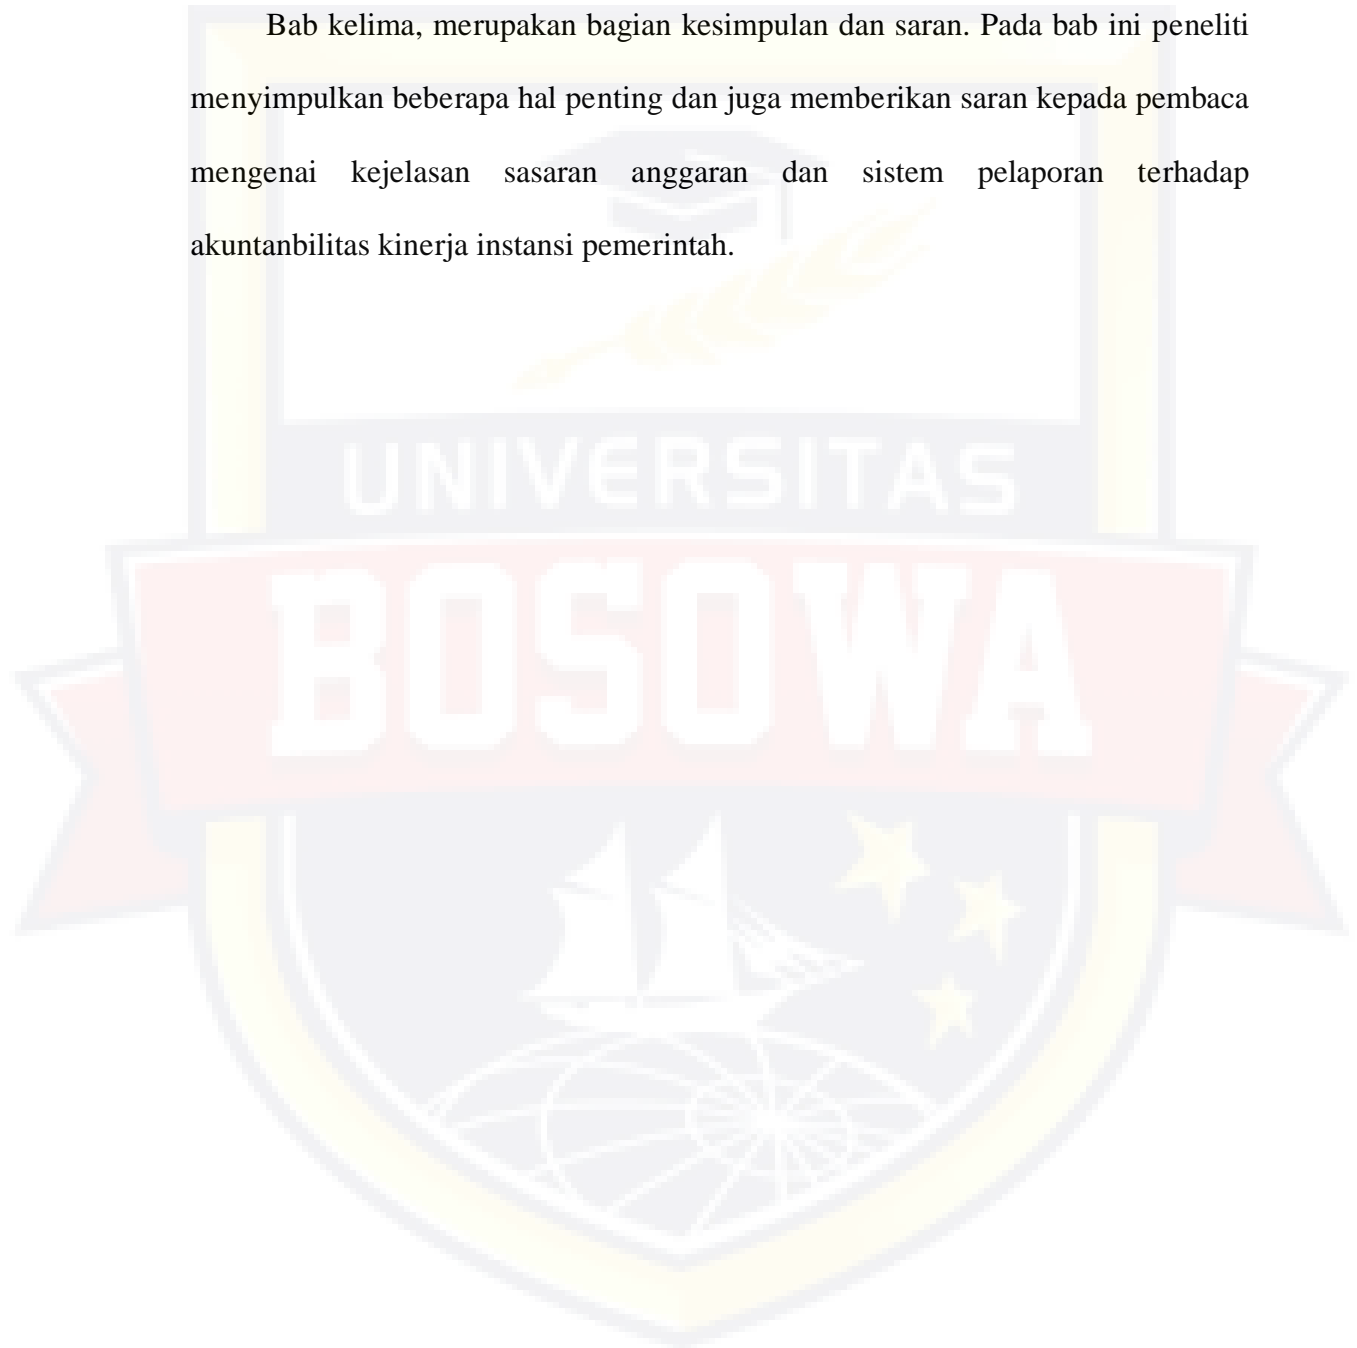 Bab kelima, merupakan bagian kesimpulan dan saran. Pada bab ini peneliti
menyimpulkan beberapa hal penting dan juga memberikan saran kepada pembaca
mengenai kejelasan sasaran anggaran dan sistem pelaporan terhadap
akuntanbilitas kinerja instansi pemerintah.
UNIVERSITAS
BOSOWA